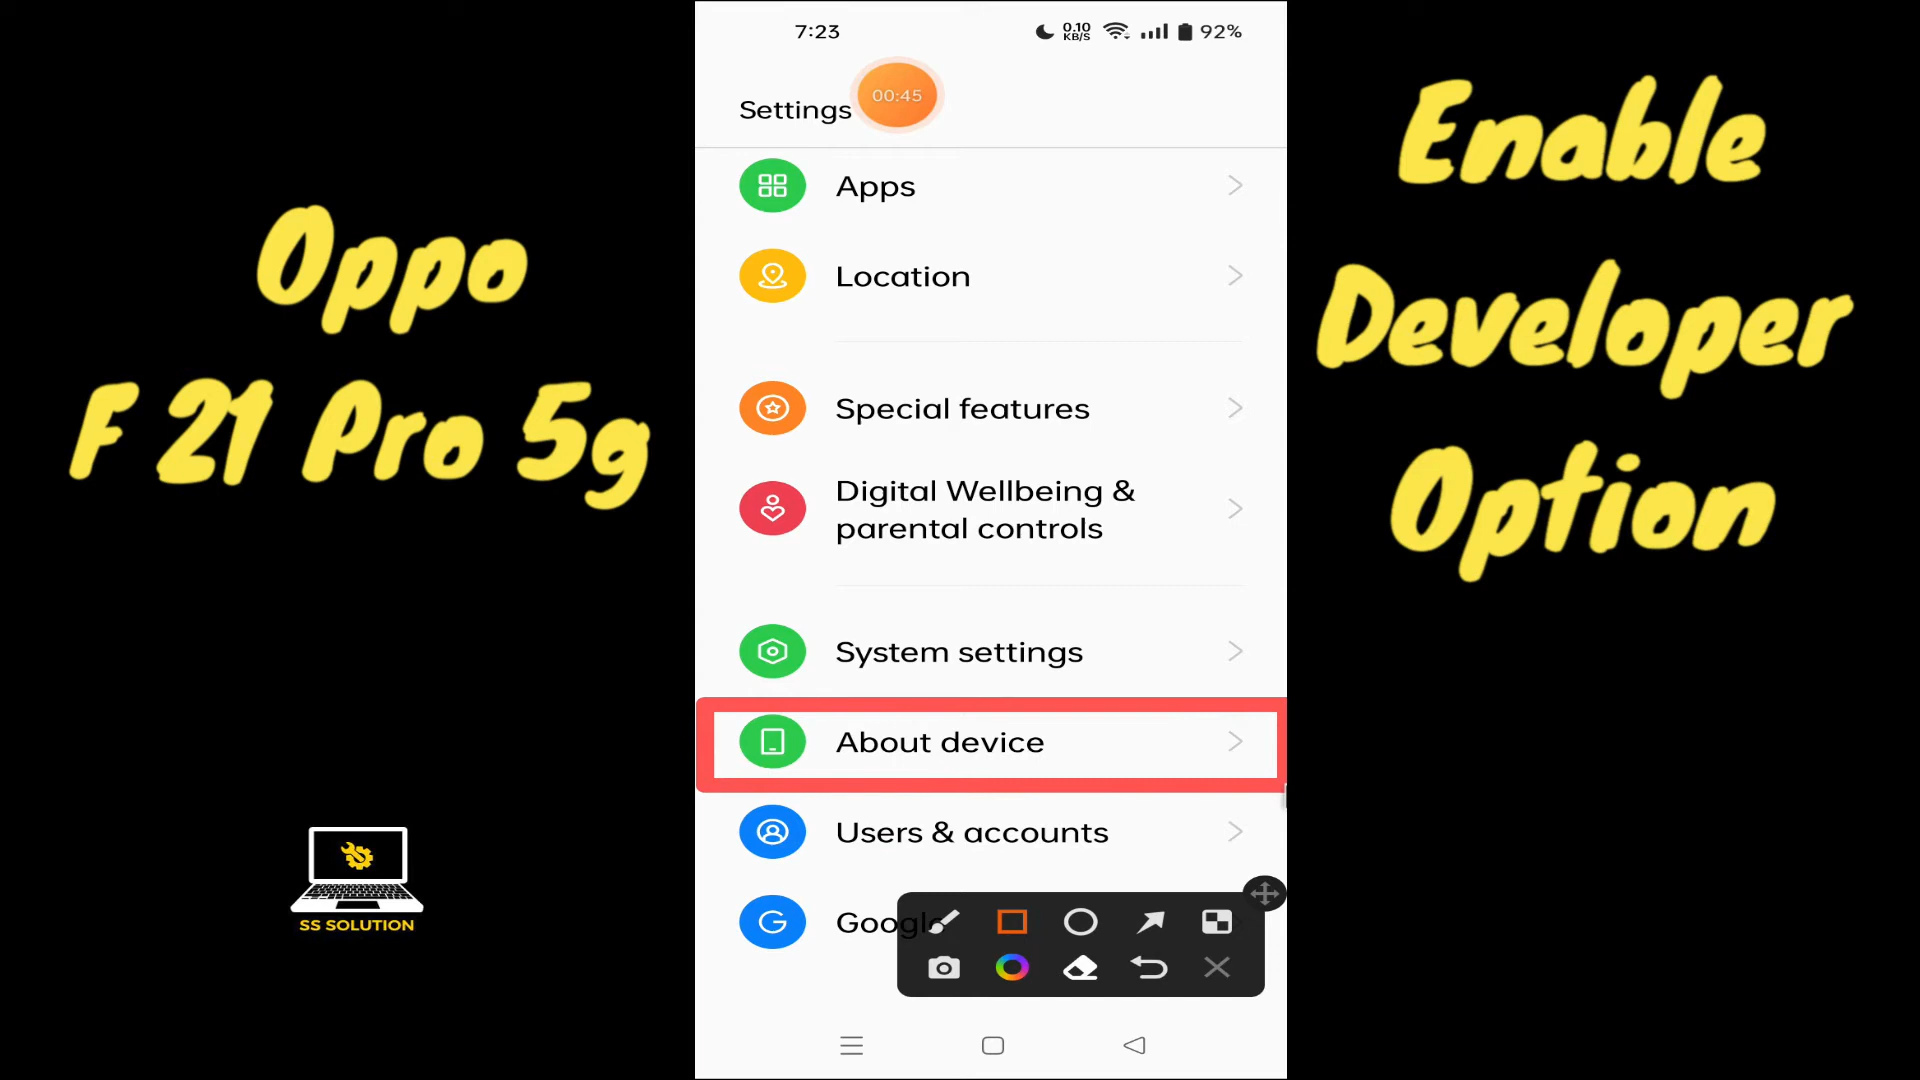 Oppo
F 21 Pro 5g
SS SOLUTION
7:23
0.10
KB/S
92%
Settings
00:45
Apps
Location
Special features
Digital Wellbeing &
parental controls
System settings
About device
Users & accounts
Google
Enable
Developer
Option